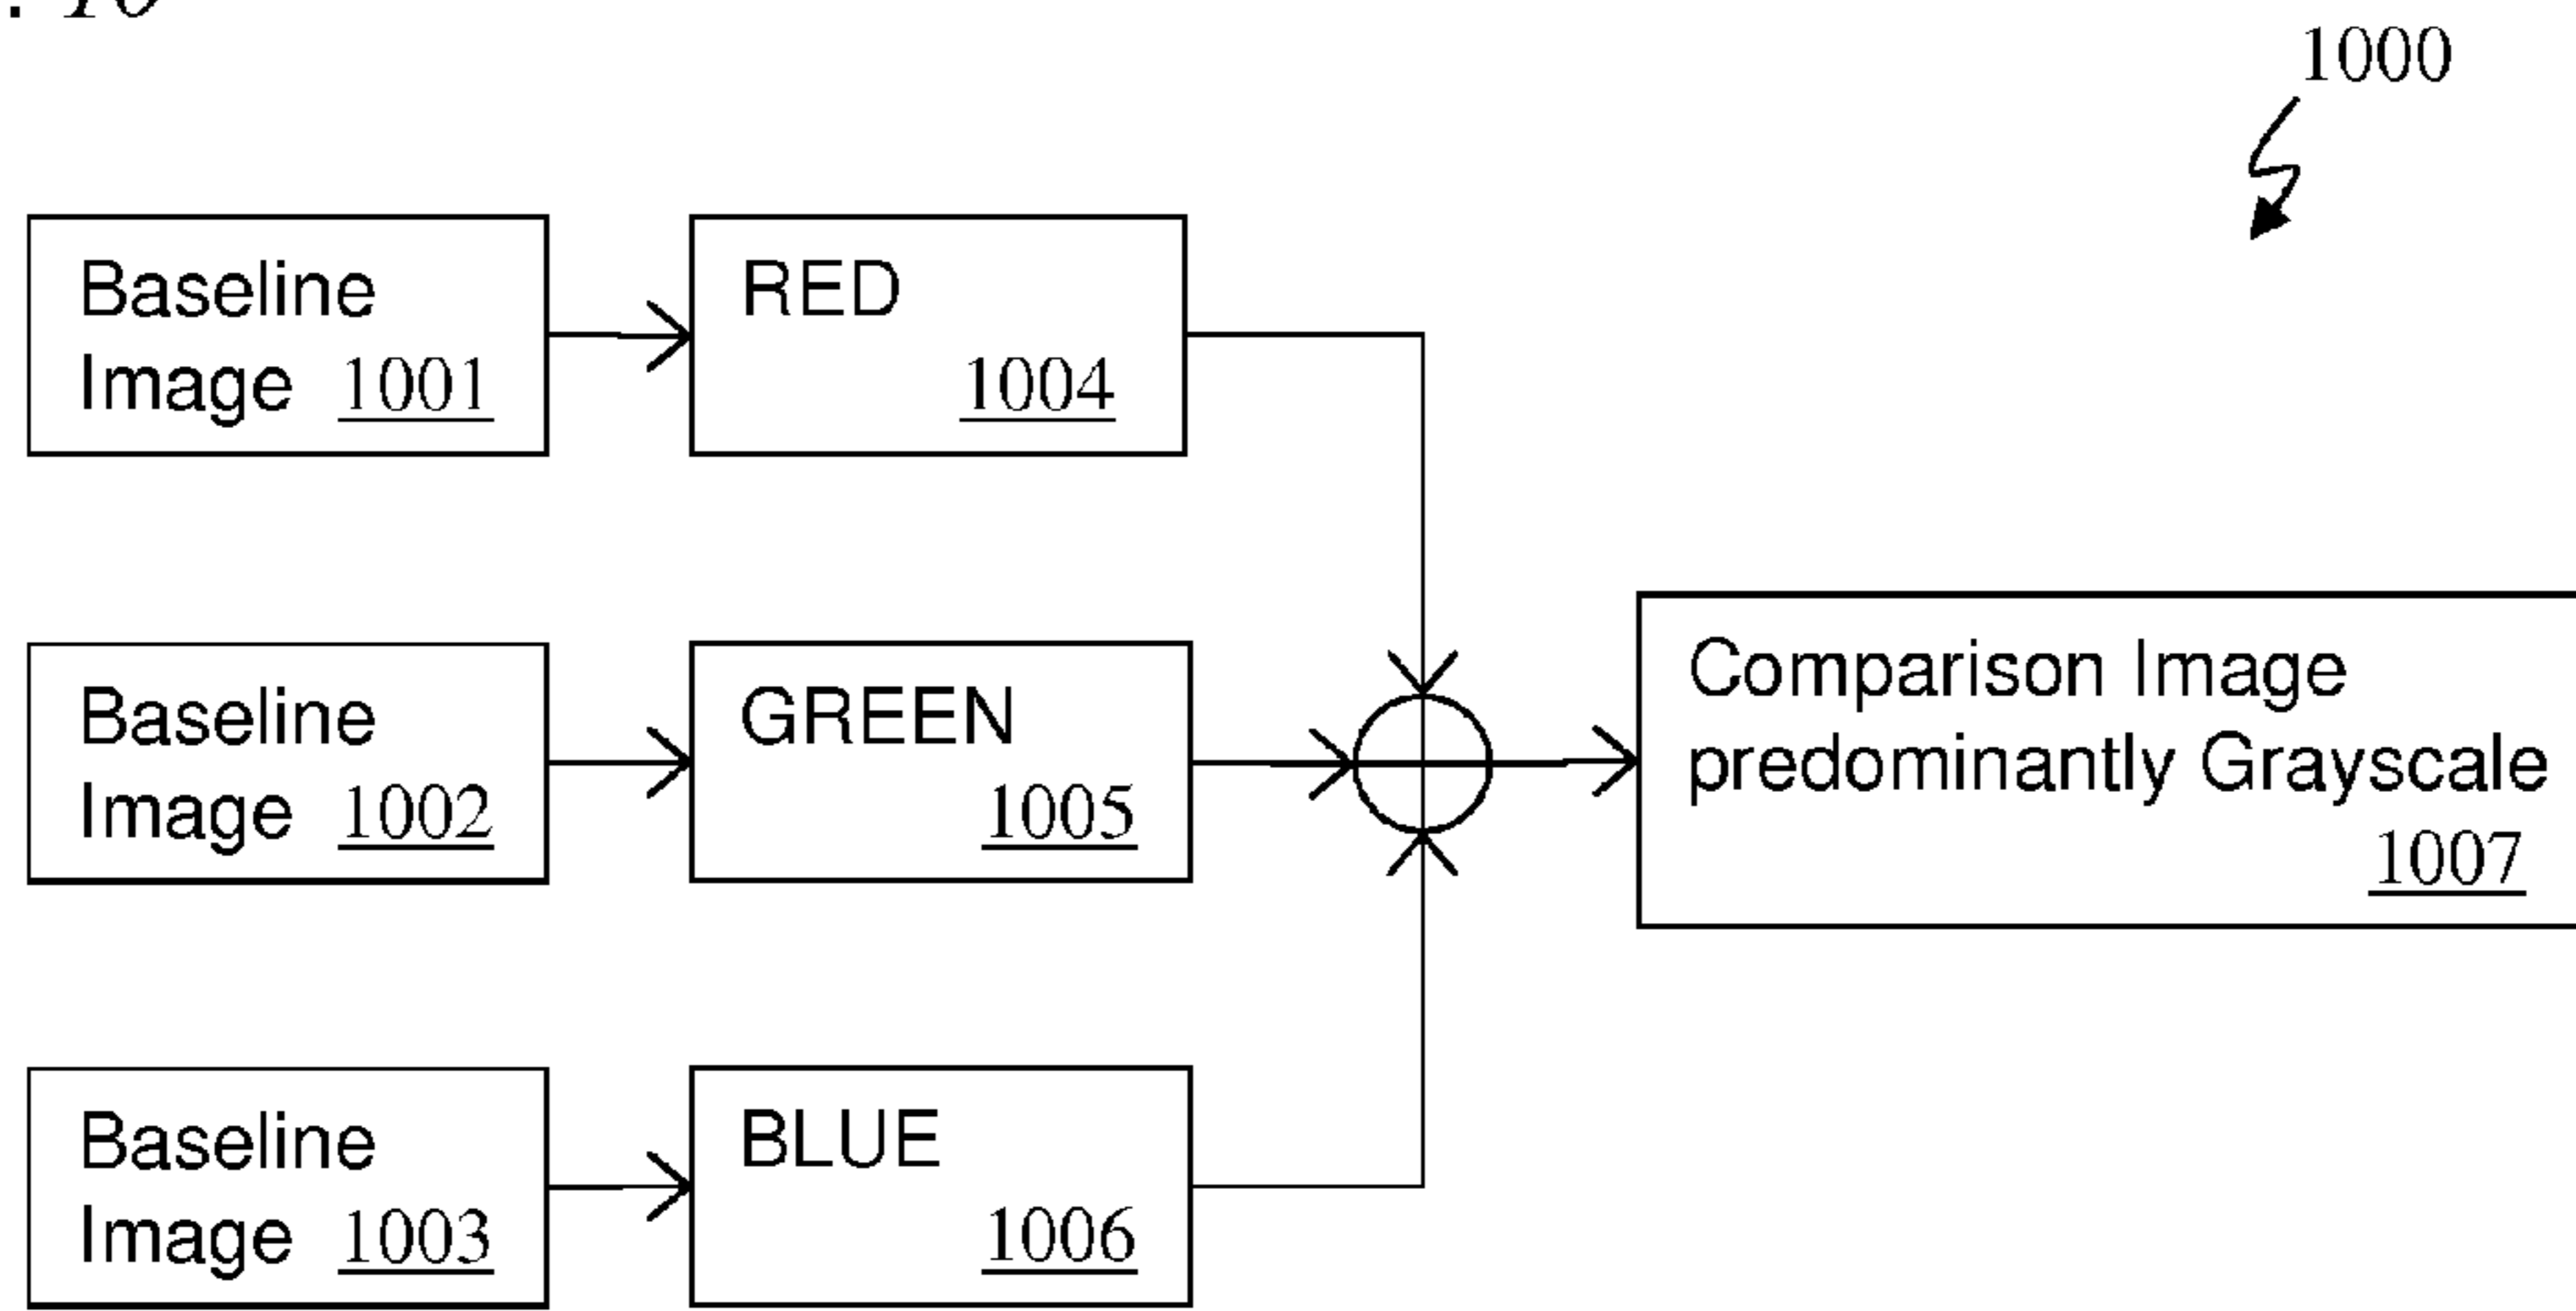 . 10
1000
Baseline
Image 1001
RED
1004
Baseline
Image 1002
GREEN
1005
Comparison Image
predominantly Grayscale
1007
Baseline
Image 1003
BLUE
1006